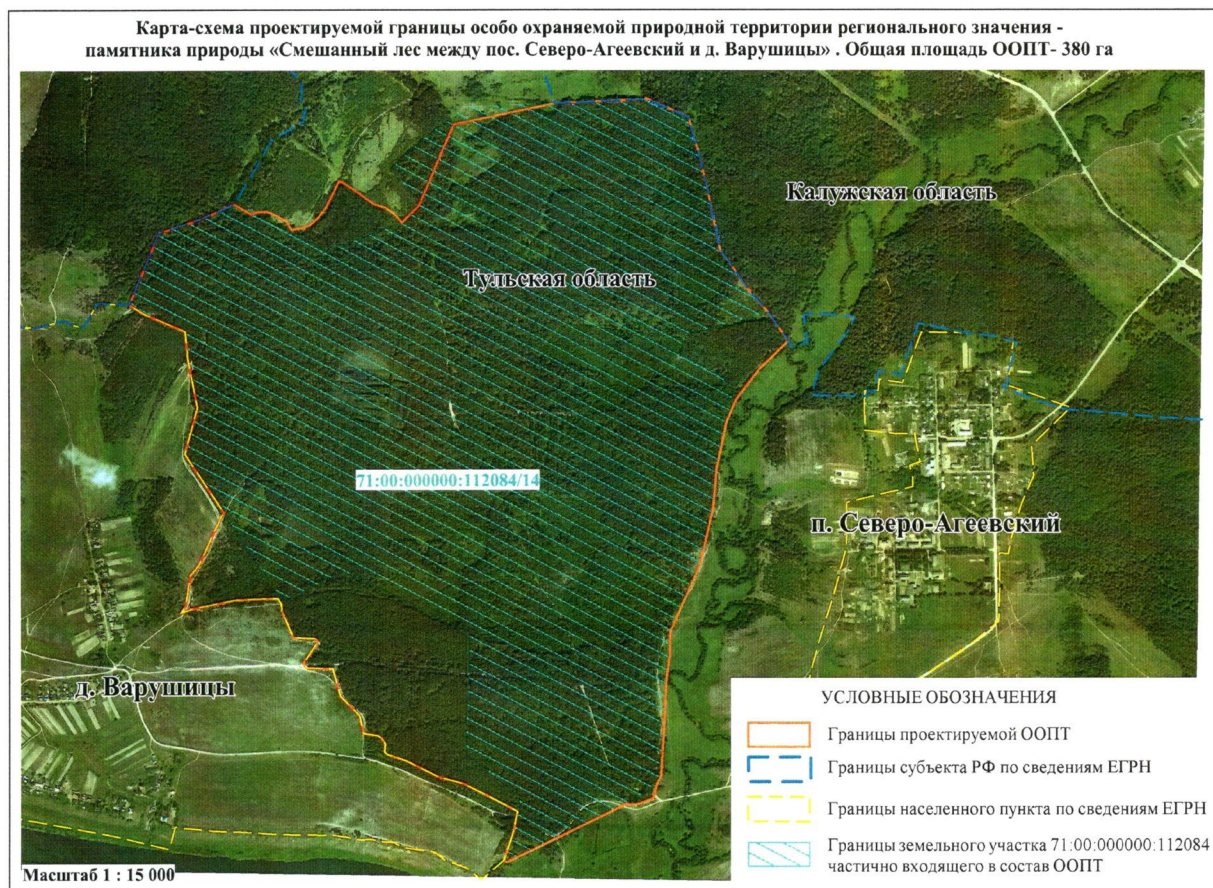 Карта-схема проектируемой границы особо охраняемой природной территории регионального значения -
памятника природы «Смешанный лес между пос. Северо-Агеевский и д. Варушицы» . Общая площадь ООПТ- 380 га
Калужская область
Тульская область
71:00:000000:112084/14
п. Северо-Агеевский
д. Варушицы
УСЛОВНЫЕ ОБОЗНАЧЕНИЯ
Границы проектируемой ООПТ
Границы субъекта РФ по сведениям ЕГРН
Границы населенного пункта по сведениям ЕГРН
Границы земельного участка 71:00:000000:112084
частично входящего в состав ООПТ
Масштаб 1 : 15 000